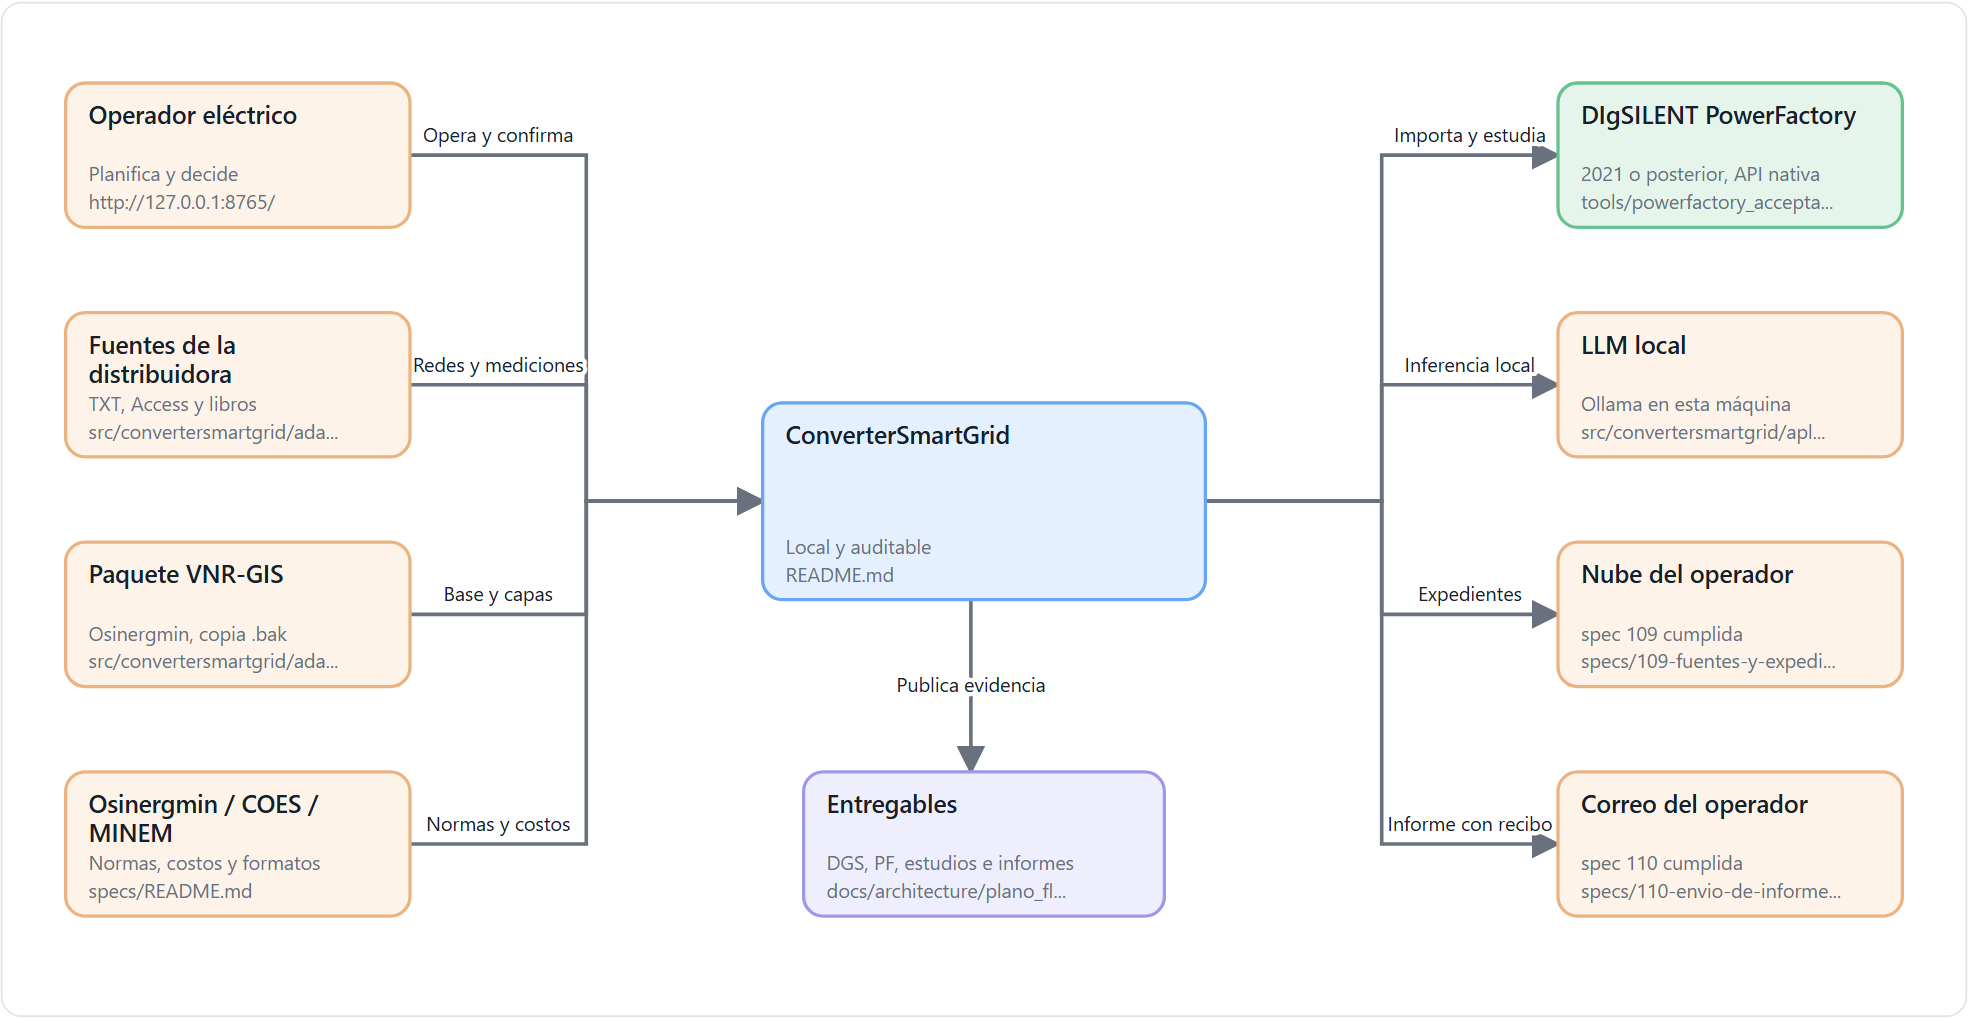 Operador eléctrico
Planifica y decide
http://127.0.0.1:8765/
Opera y confirma
Fuentes de la
distribuidora
TXT, Access y libros
src/convertersmartgrid/ada...
Redes y mediciones
Paquete VNR-GIS
Osinergmin, copia .bak
src/convertersmartgrid/ada...
Base y capas
Osinergmin / COES /
MINEM
Normas, costos y formatos
specs/README.md
Normas y costos
ConverterSmartGrid
Local y auditable
README.md
Publica evidencia
Entregables
DGS, PF, estudios e informes
docs/architecture/plano_fl...
Importa y estudia
DIgSILENT PowerFactory
2021 o posterior, API nativa
tools/powerfactory_accepta...
Inferencia local
LLM local
Ollama en esta máquina
src/convertersmartgrid/apl...
Expedientes
Nube del operador
spec 109 cumplida
specs/109-fuentes-y-expedi...
Informe con recibo
Correo del operador
spec 110 cumplida
specs/110-envio-de-informe...